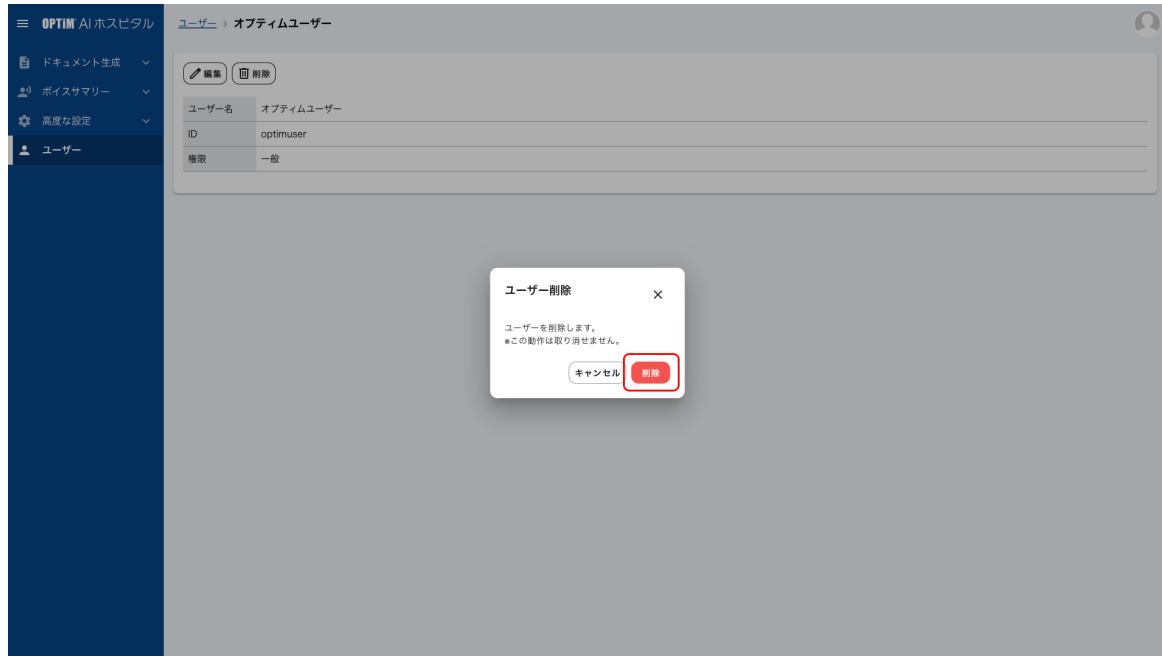 OPTiM AI ホスピタル
ユーザー › オプティムユーザー
ドキュメント生成
ボイスサマリー
高度な設定
ユーザー
編集 削除
ユーザー名 オプティムユーザー
ID optimuser
権限 一般
ユーザー削除
ユーザーを削除します。
※この動作は取り消せません。
キャンセル 削除